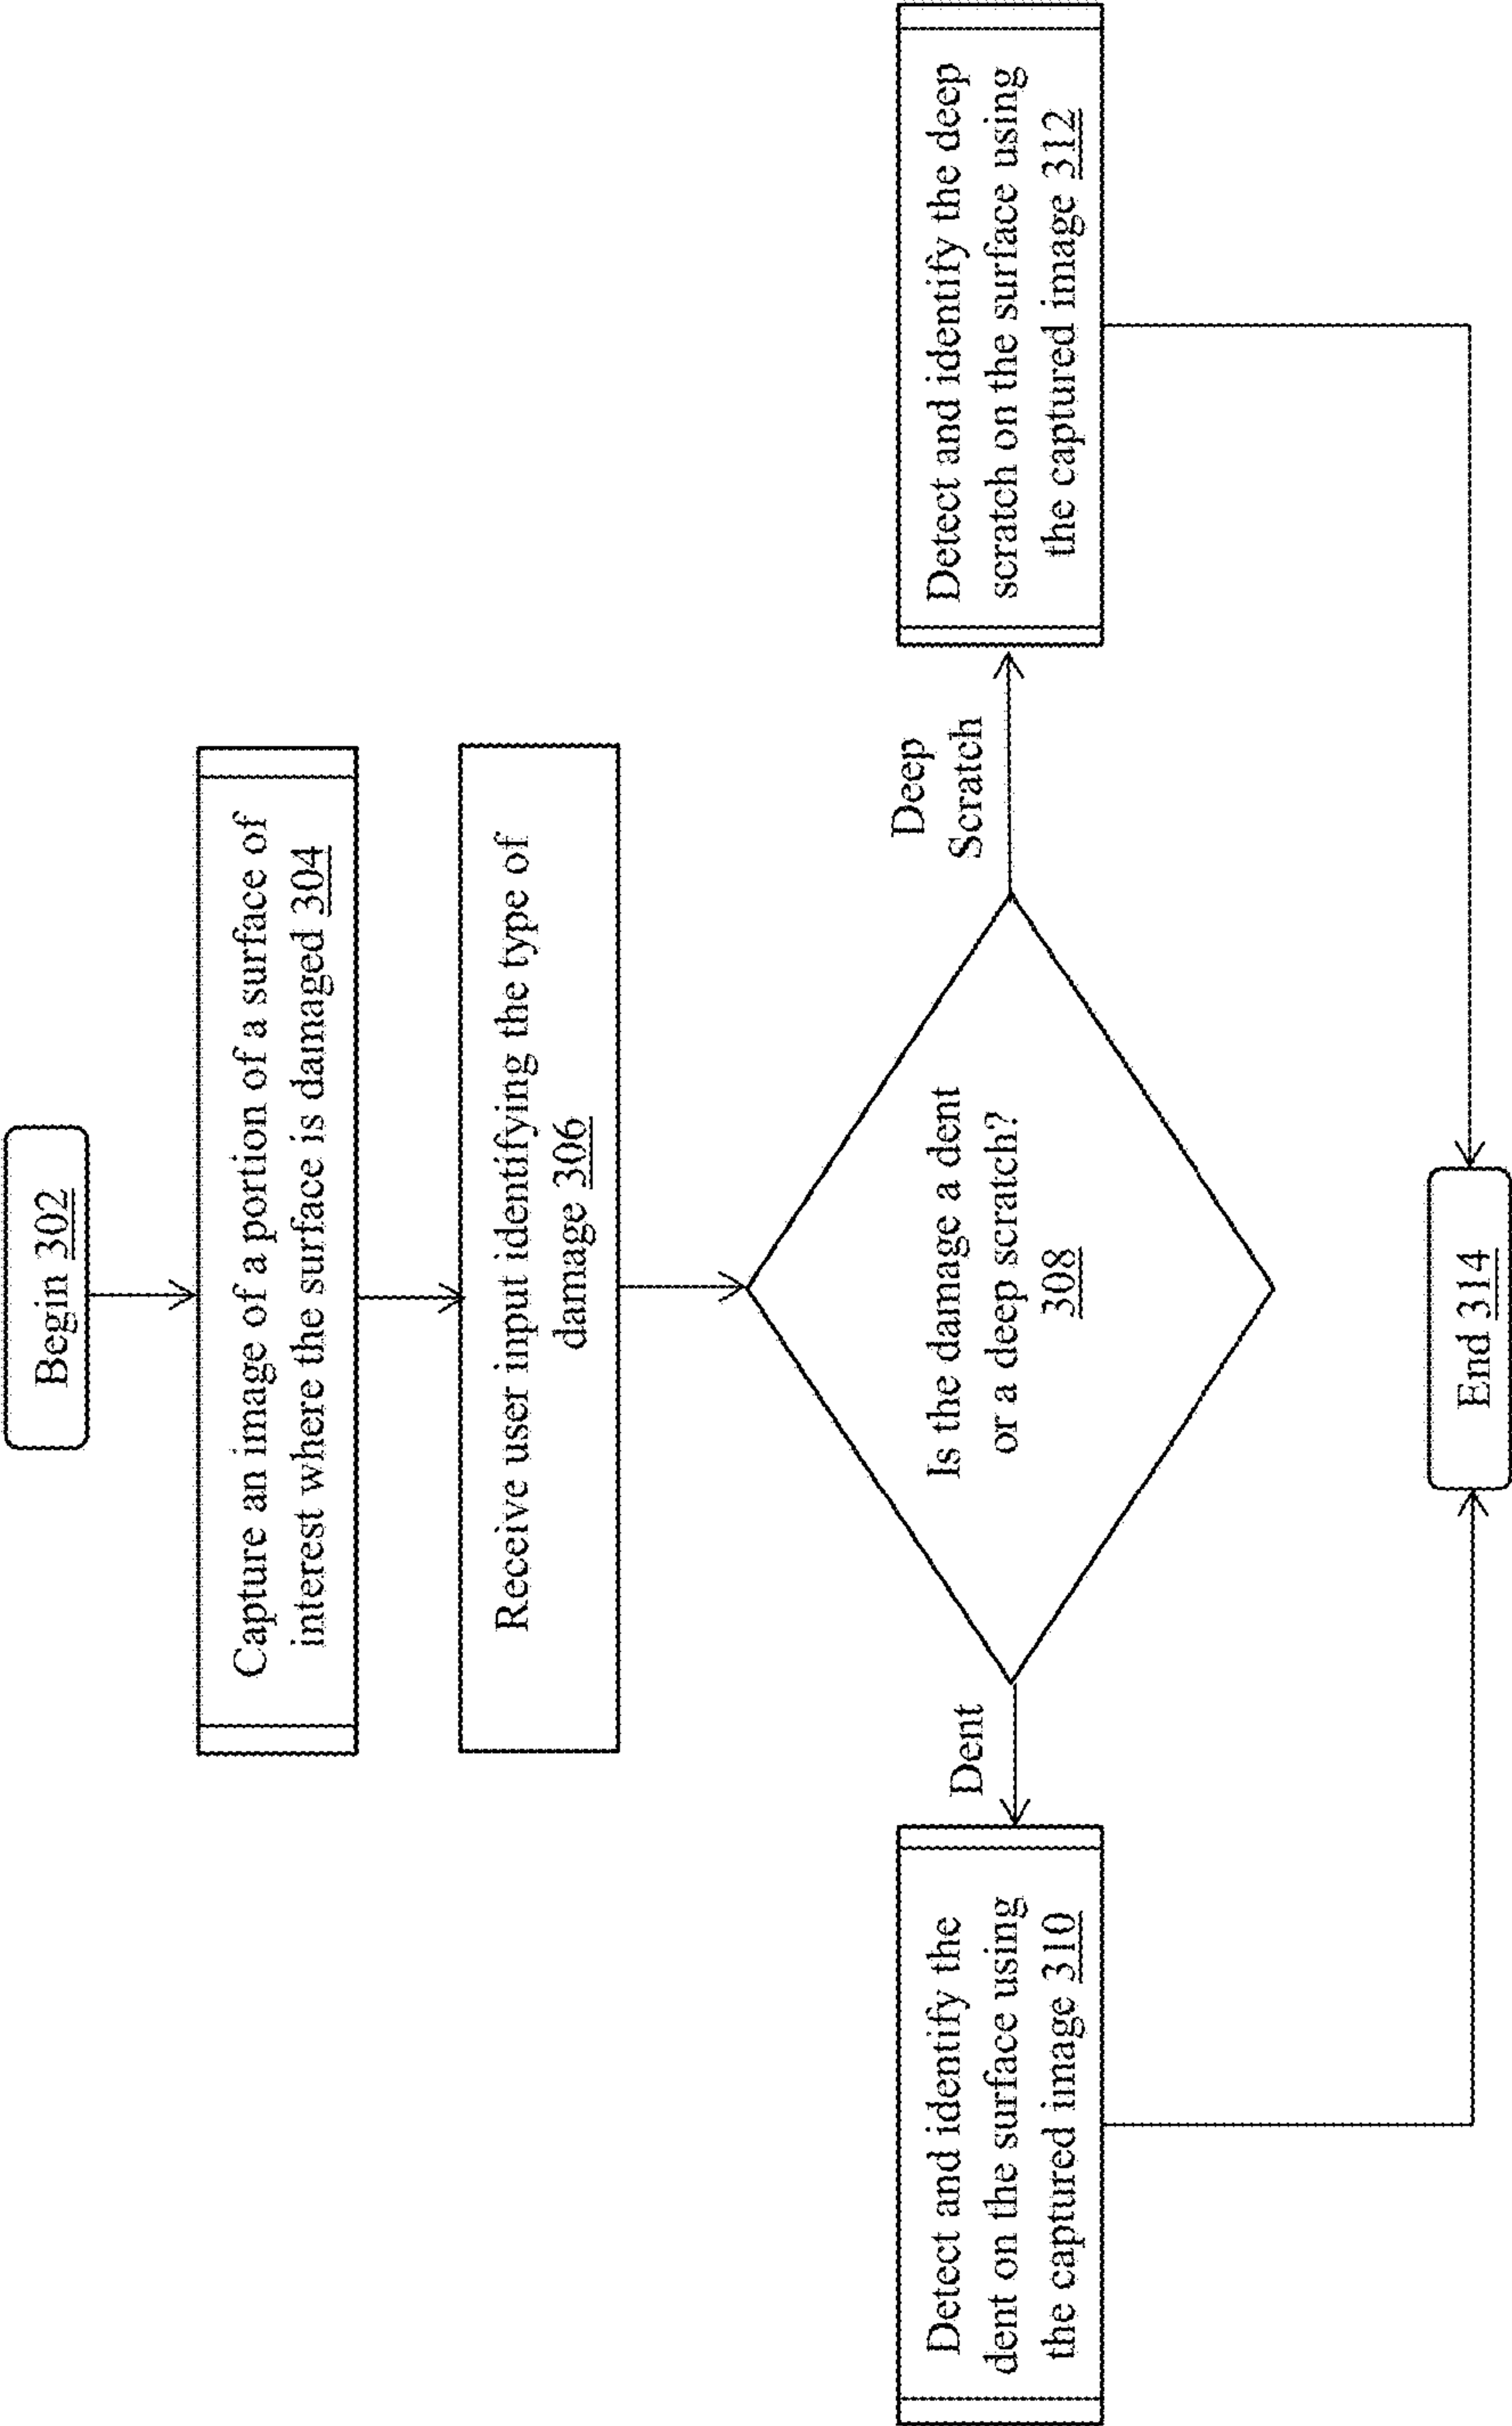 Begin 302
Capture an image of a portion of a surface of
interest where the surface is damaged 304
Receive user input identifying the type of
damage 306
Is the damage a dent
or a deep scratch?
308
Dent
Deep
Scratch
Detect and identify the
dent on the surface using
the captured image 310
Detect and identify the deep
scratch on the surface using
the captured image 312
End 314